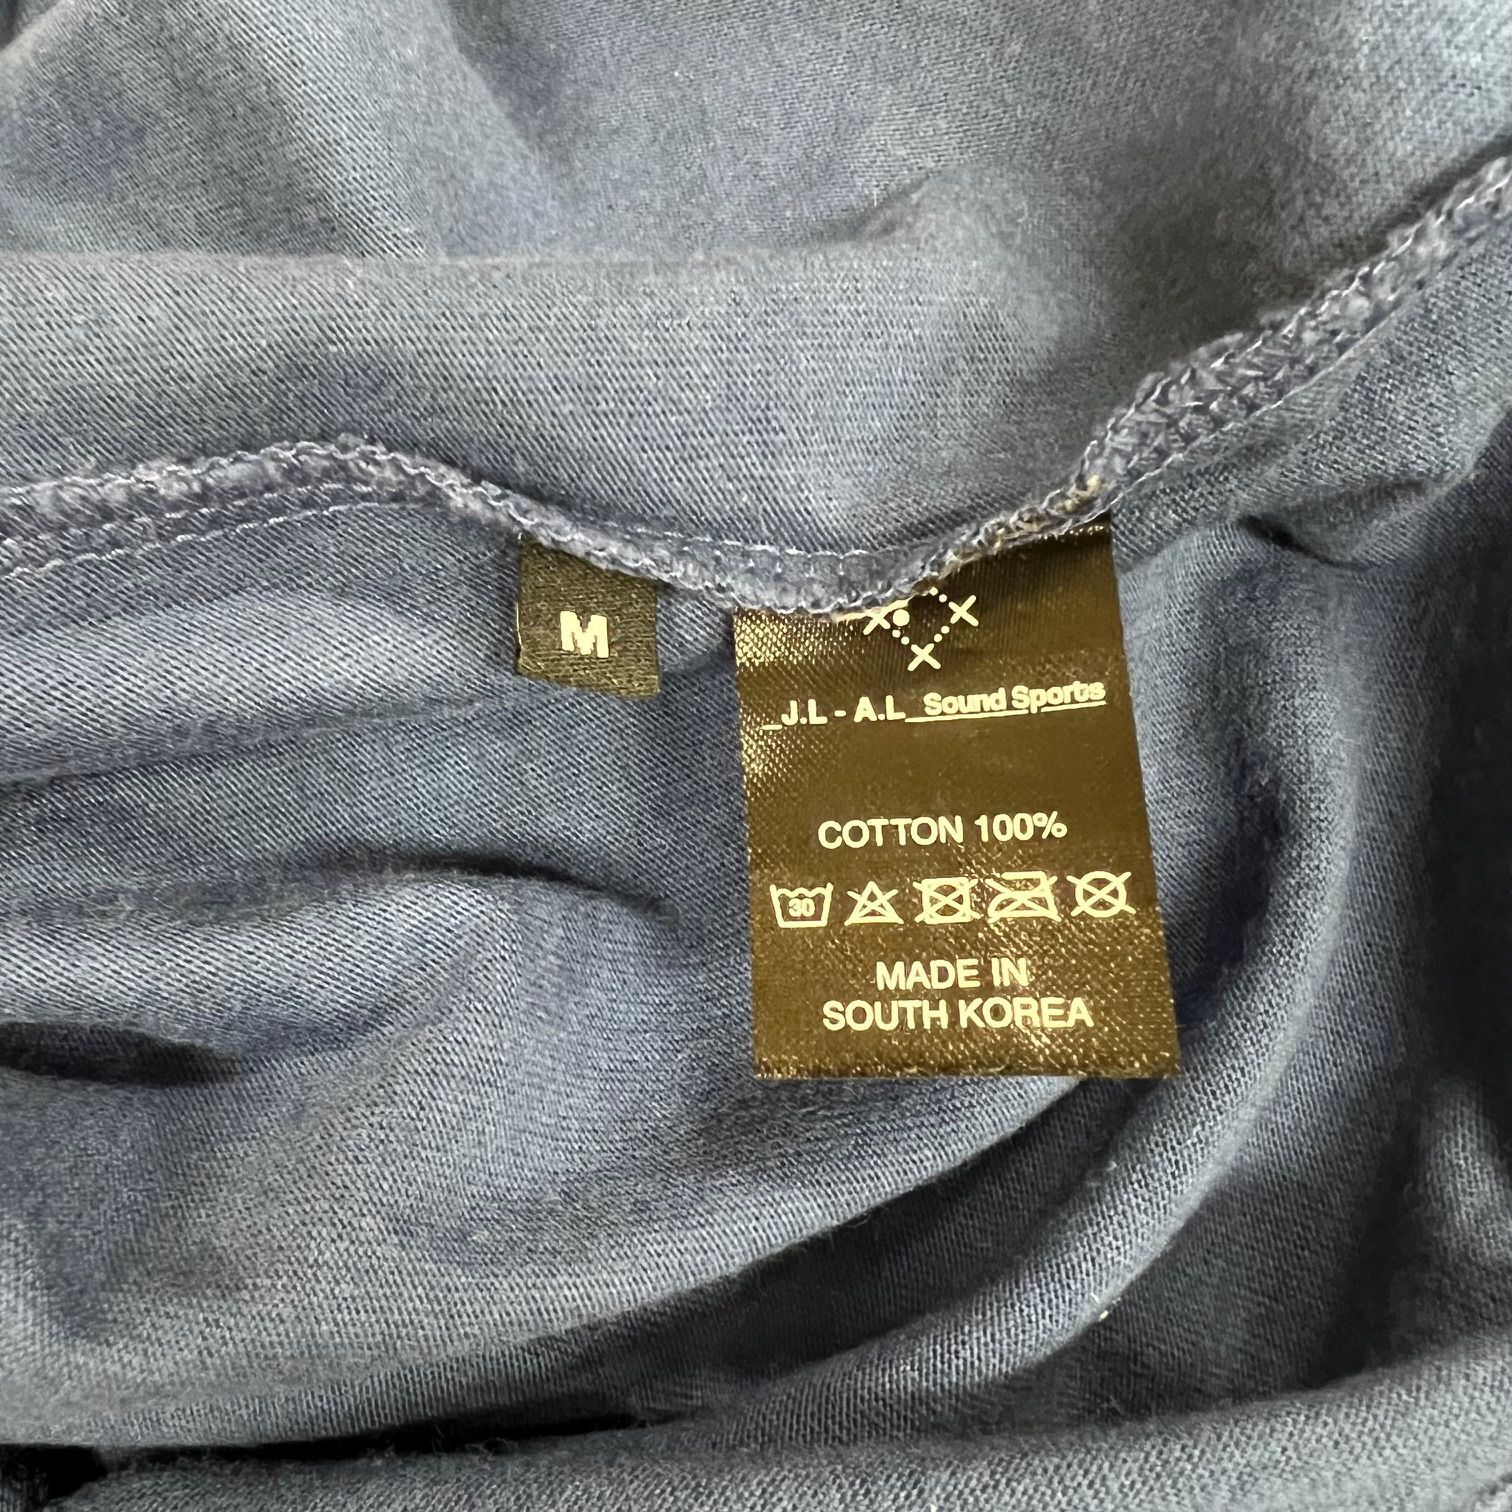 M
_J.L - A.L_ Sound Sports
COTTON 100%
30
MADE IN
SOUTH KOREA